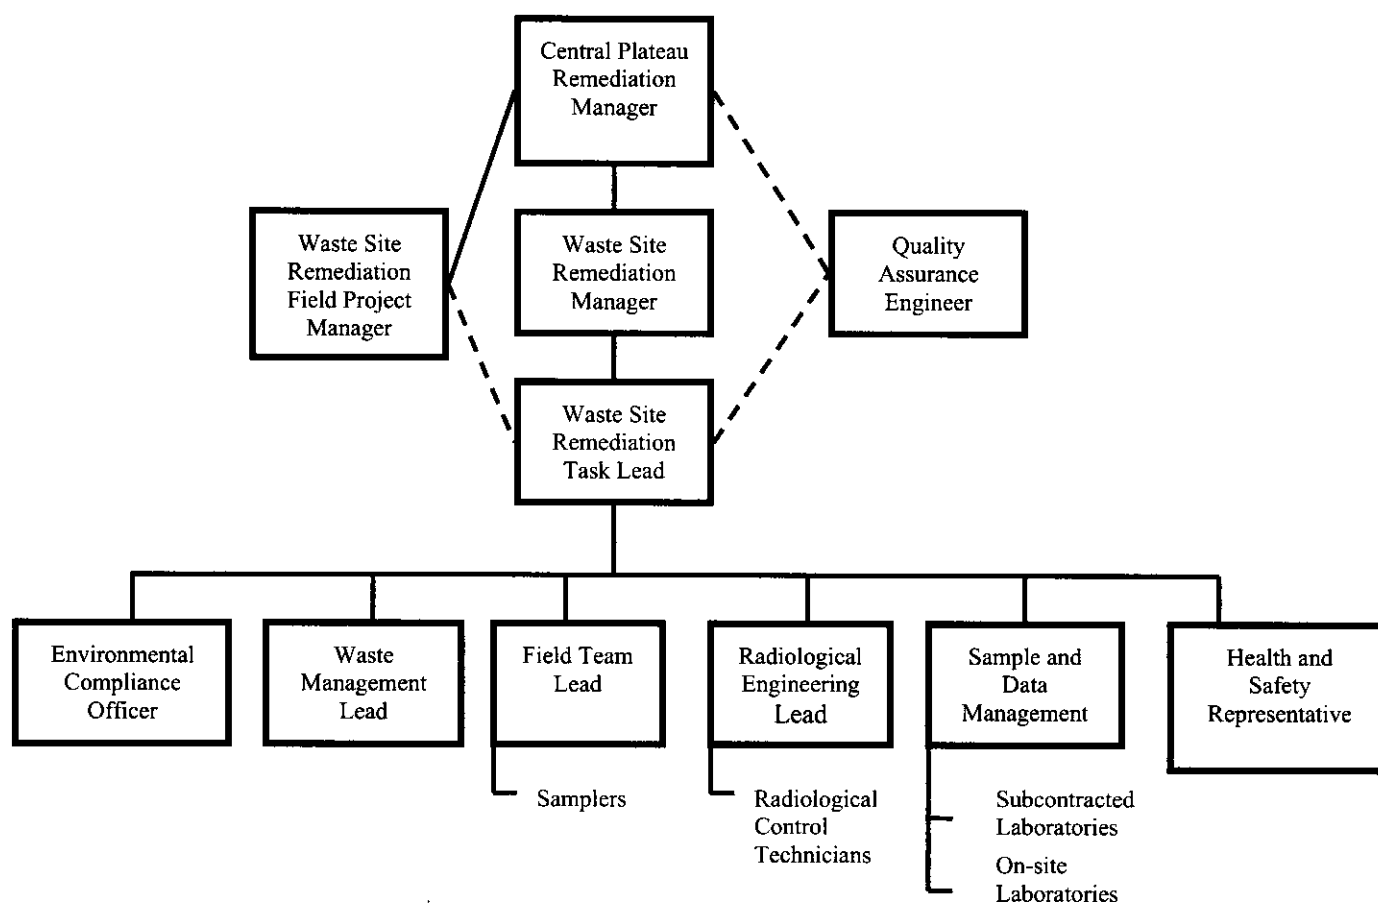 Central Plateau
Remediation
Manager
Waste Site
Remediation
Field Project
Manager
Waste Site
Remediation
Manager
Quality
Assurance
Engineer
Waste Site
Remediation
Task Lead
Environmental
Compliance
Officer
Waste
Management
Lead
Field Team
Lead
Radiological
Engineering
Lead
Sample and
Data
Management
Health and
Safety
Representative
Samplers
Radiological
Control
Technicians
Subcontracted
Laboratories
On-site
Laboratories